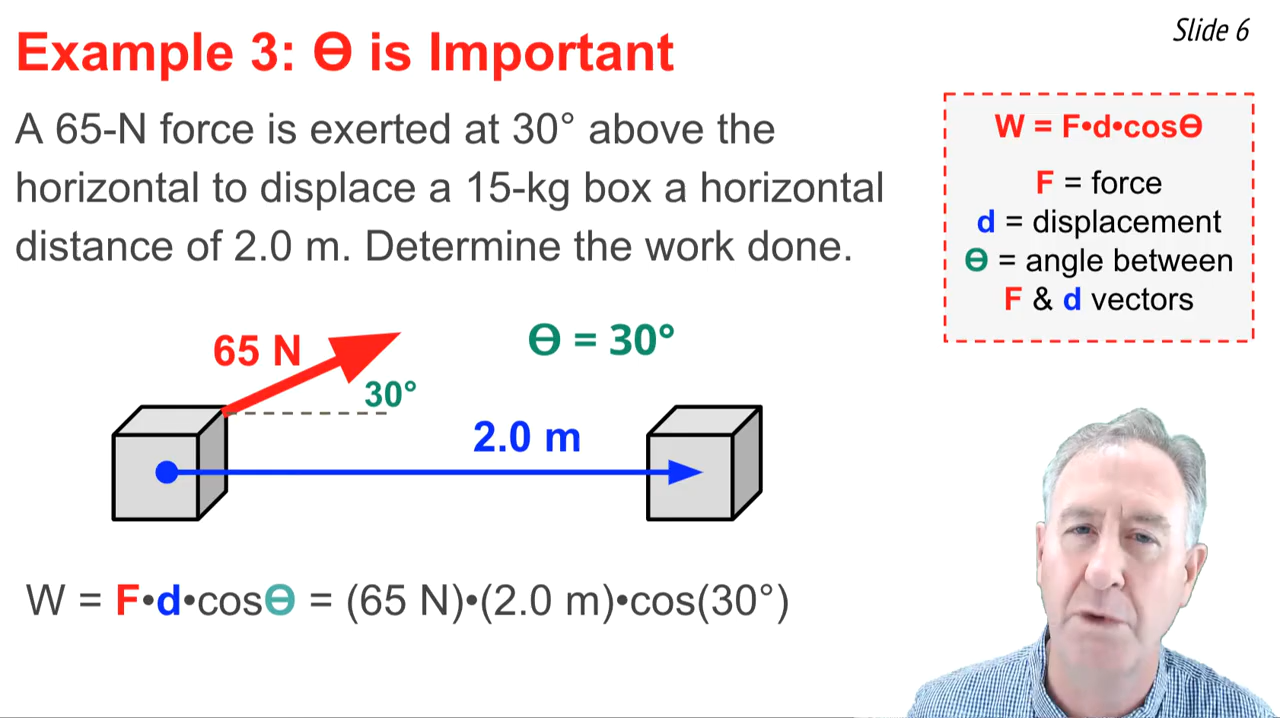 Slide 6
Example 3: Ɵ is Important
A 65-N force is exerted at 30° above the
horizontal to displace a 15-kg box a horizontal
distance of 2.0 m. Determine the work done.
W = F•d•cosƟ
F = force
d = displacement
Ɵ = angle between
F & d vectors
65 N
Ɵ = 30°
30°
2.0 m
W = F•d•cosƟ = (65 N)•(2.0 m)•cos(30°)